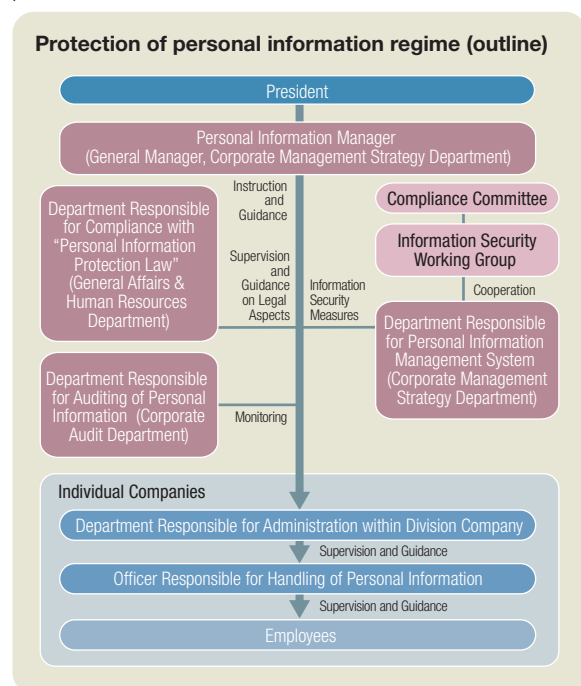 Protection of personal information regime (outline)
President
Personal Information Manager
(General Manager, Corporate Management Strategy Department)
Instruction
and
Guidance
Department Responsible
for Compliance with
“Personal Information
Protection Law”
(General Affairs &
Human Resources
Department)
Supervision
and
Guidance
on Legal
Aspects
Information
Security
Measures
Compliance Committee
Information Security
Working Group
Cooperation
Department Responsible
for Personal Information
Management System
(Corporate Management
Strategy Department)
Department Responsible
for Auditing of Personal
Information (Corporate
Audit Department)
Monitoring
Individual Companies
Department Responsible for Administration within Division Company
Supervision and Guidance
Officer Responsible for Handling of Personal Information
Supervision and Guidance
Employees